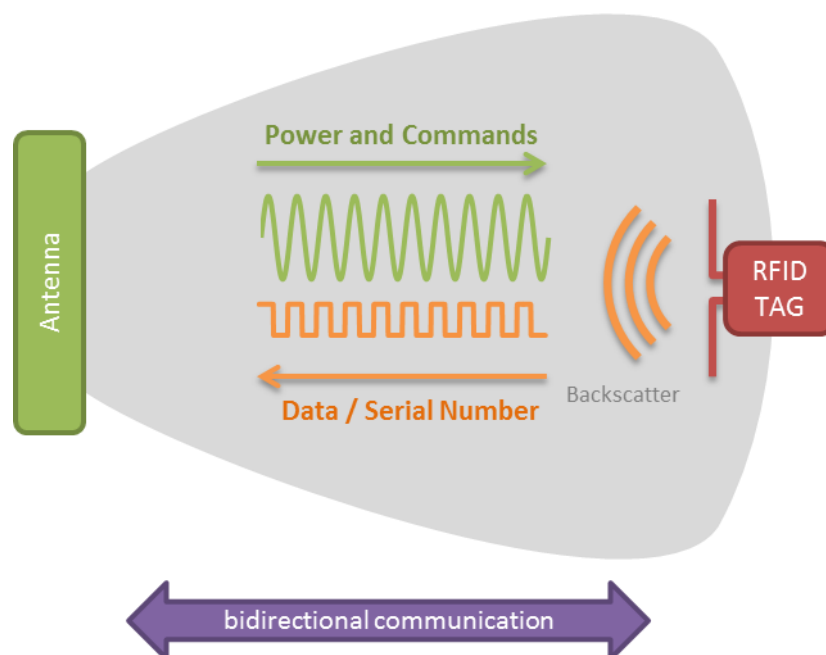 Power and Commands
Antenna
RFID
TAG
Backscatter
Data / Serial Number
bidirectional communication